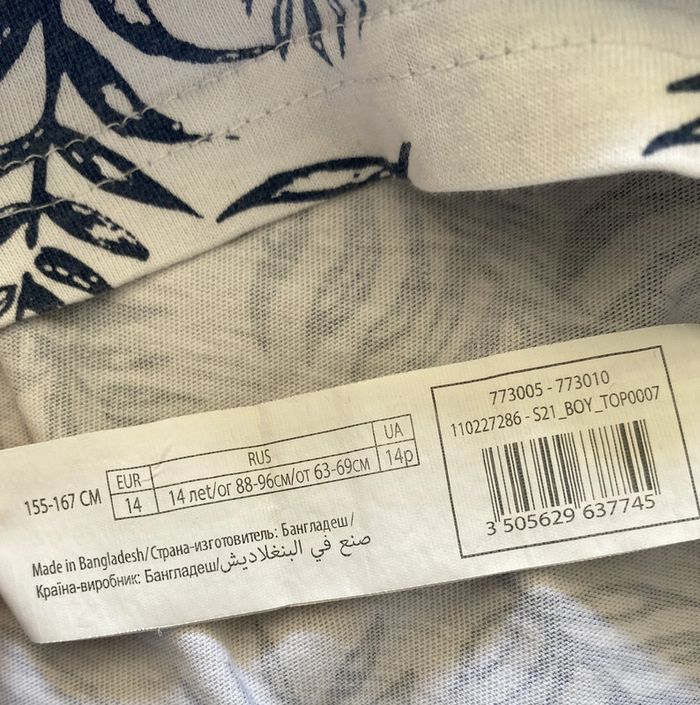 155-167 CM
EUR RUS UA
14 14 лет/ог 88-96см/от 63-69см 14р
Made in Bangladesh/Страна-изготовитель: Бангладеш/
Країна-виробник: Бангладеш/صنع في البنغلاديش
773005 - 773010
110227286 - S21_BOY_TOP0007
3 505629 637745